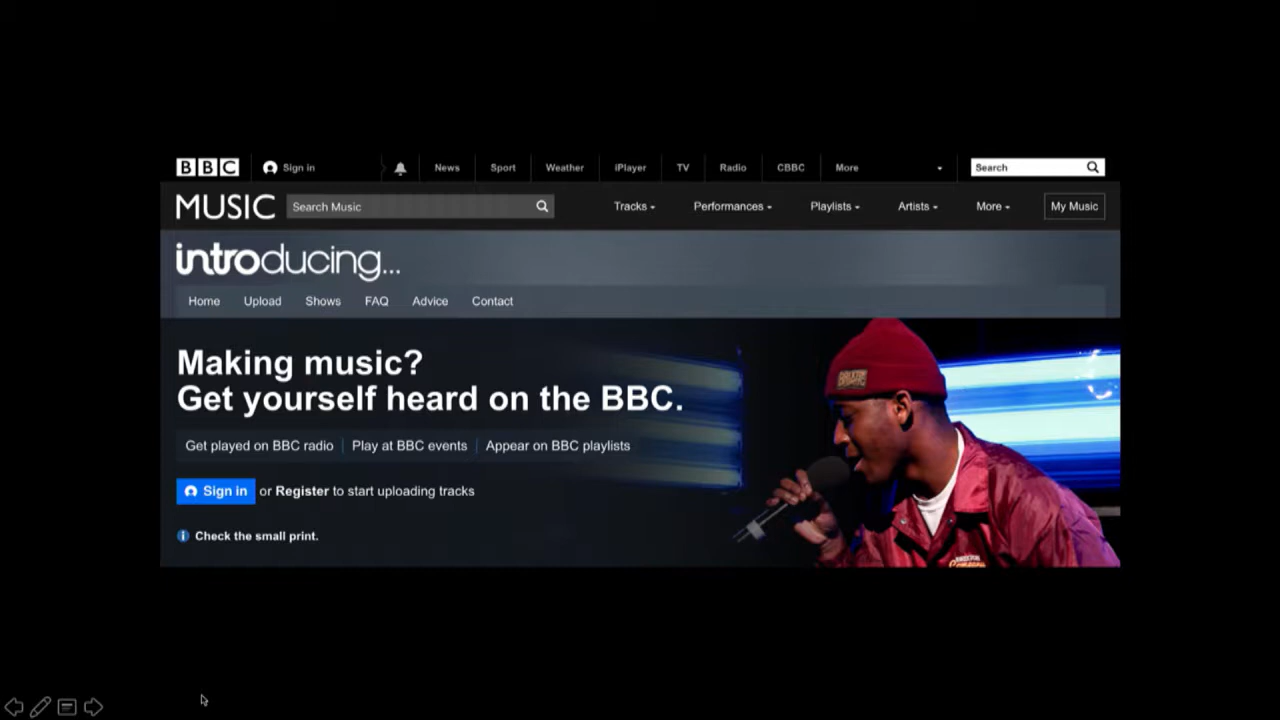 BBC Sign in News Sport Weather iPlayer TV Radio CBBC More Search
MUSIC Search Music Tracks Performances Playlists Artists More My Music
introducing...
Home Upload Shows FAQ Advice Contact
Making music?
Get yourself heard on the BBC.
Get played on BBC radio Play at BBC events Appear on BBC playlists
Sign in or Register to start uploading tracks
Check the small print.